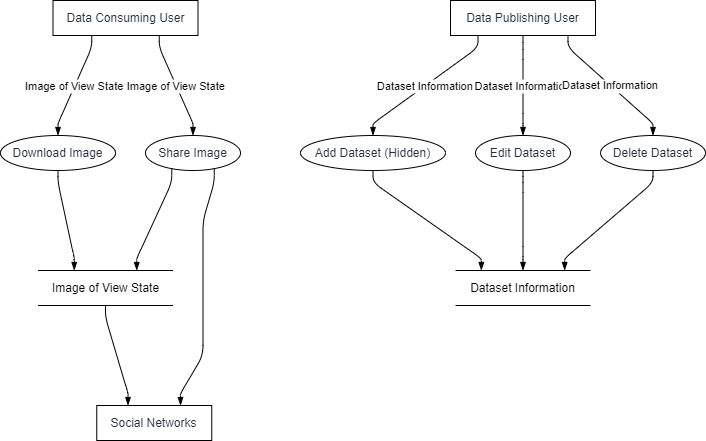 Data Consuming User
Data Publishing User
Image of View State
Image of View State
Dataset Information
Dataset Informatic
Dataset Information
Download Image
Share Image
Add Dataset (Hidden)
Edit Dataset
Delete Dataset
Image of View State
Dataset Information
Social Networks